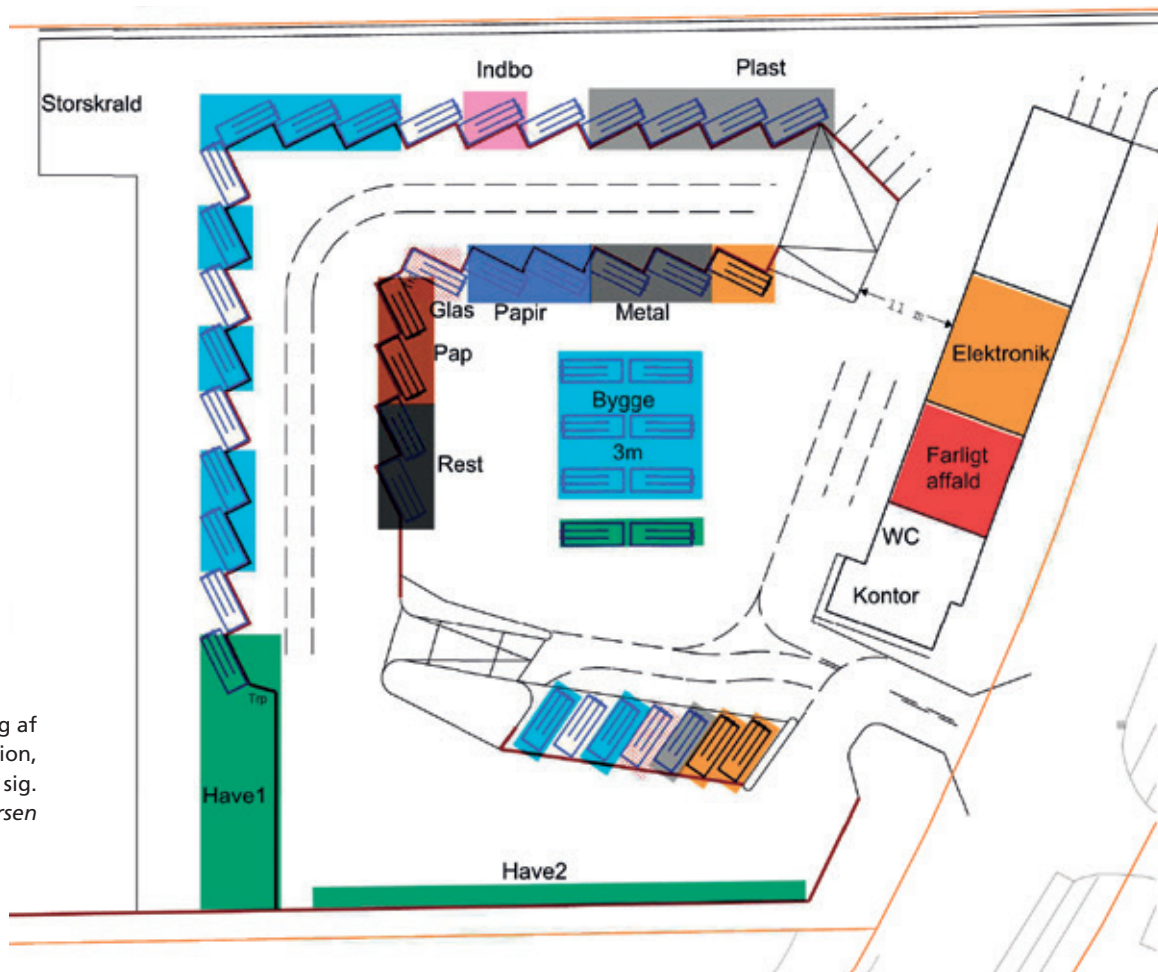 Indbo
Plast
Storskrald
11 m
Glas
Papir
Metal
Elektronik
Pap
Bygge
3m
Rest
Farligt
affald
WC
Kontor
Trp
g af
ion,
sig.
rsen
Have1
Have2